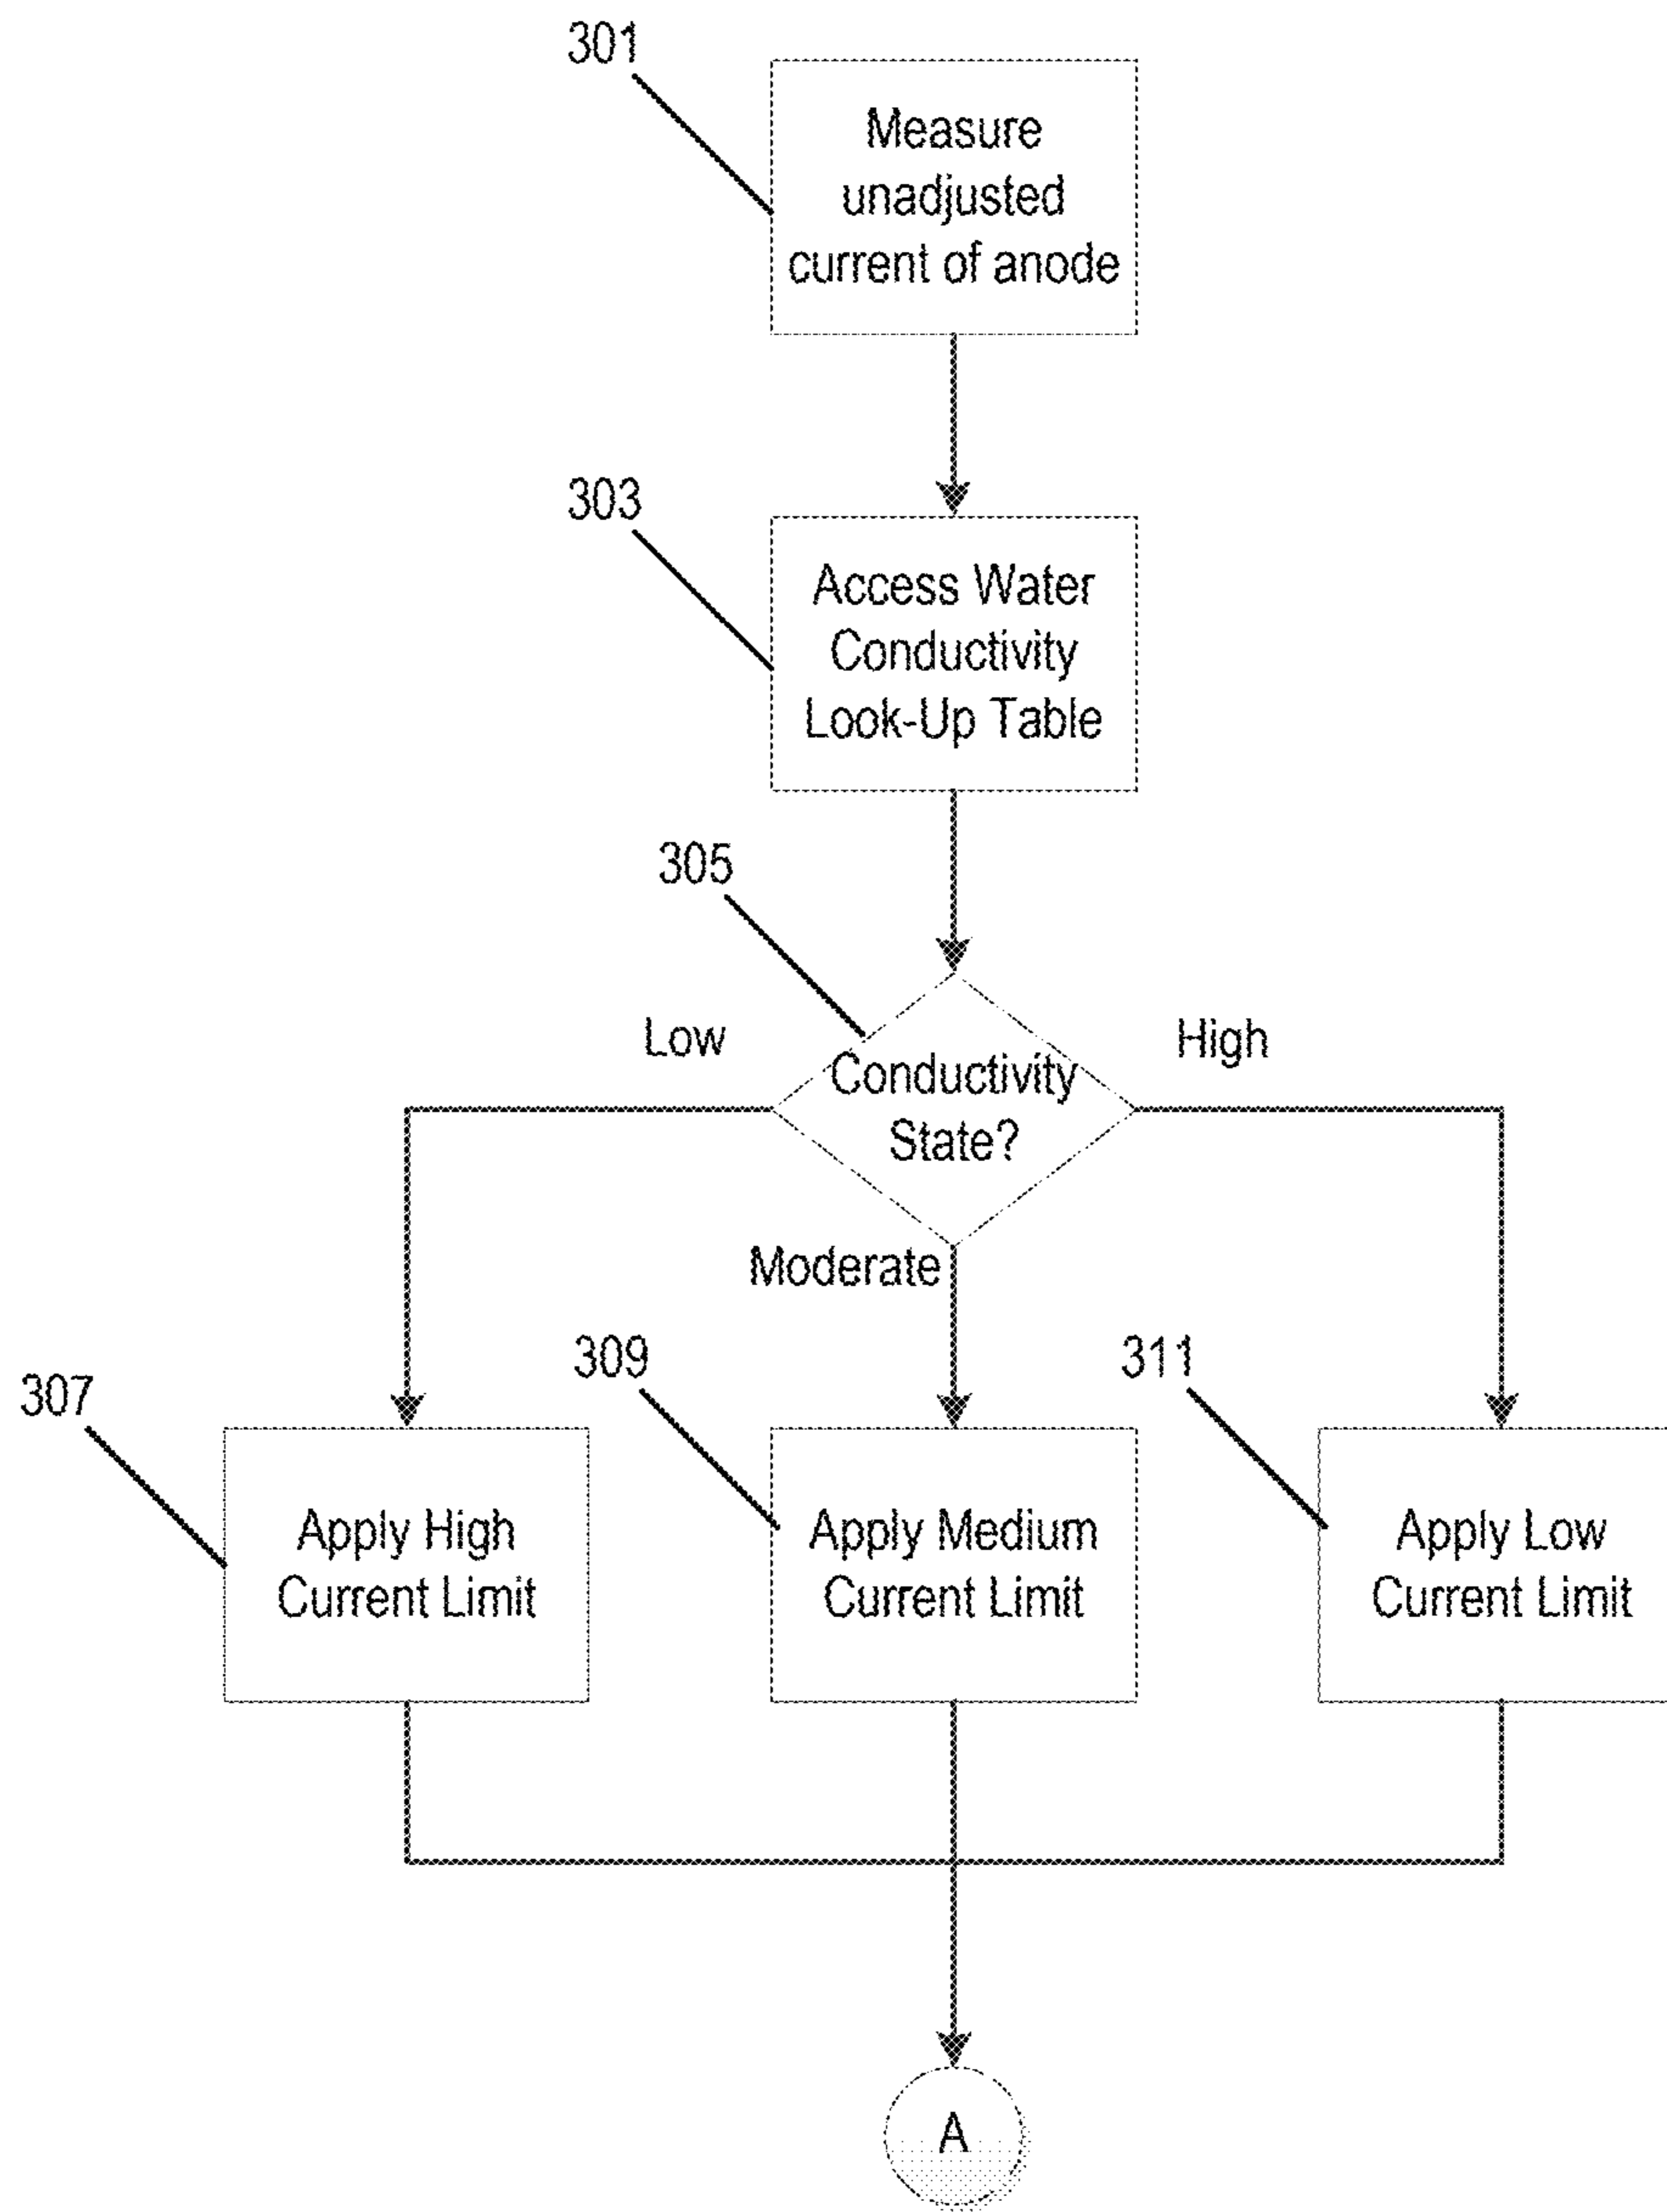 301
Measure
unadjusted
current of anode
303
Access Water
Conductivity
Look-Up Table
305
Low
High
Conductivity
State?
Moderate
307
309
311
Apply High
Current Limit
Apply Medium
Current Limit
Apply Low
Current Limit
A